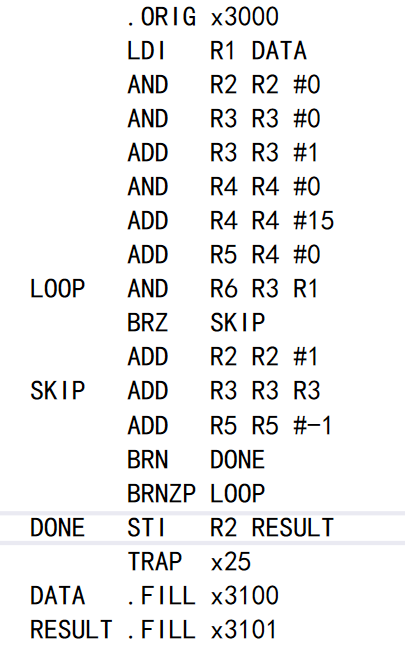 .ORIG x3000
LDI R1 DATA
AND R2 R2 #0
AND R3 R3 #0
ADD R3 R3 #1
AND R4 R4 #0
ADD R4 R4 #15
ADD R5 R4 #0
LOOP AND R6 R3 R1
BRZ SKIP
ADD R2 R2 #1
SKIP ADD R3 R3 R3
ADD R5 R5 #-1
BRN DONE
BRNZP LOOP
DONE STI R2 RESULT
TRAP x25
DATA .FILL x3100
RESULT .FILL x3101